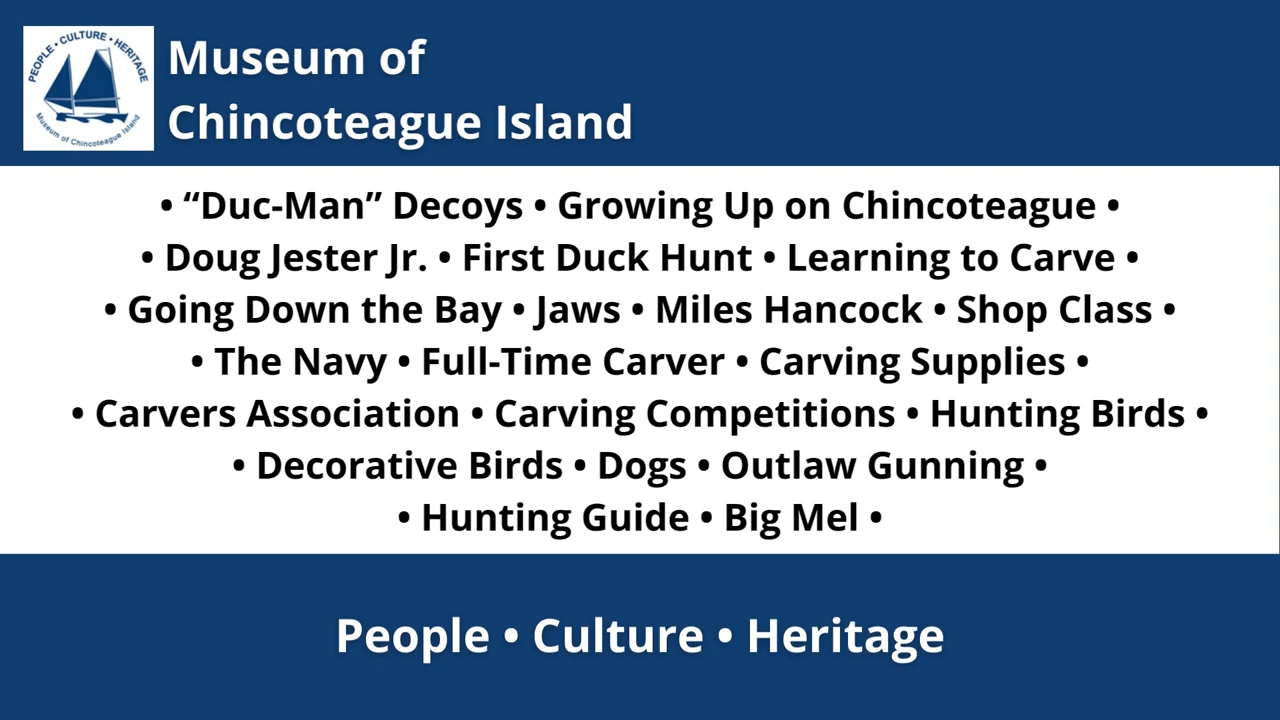 PEOPLE • CULTURE • HERITAGE
Museum of Chincoteague Island
Museum of
Chincoteague Island
• “Duc-Man” Decoys • Growing Up on Chincoteague •
• Doug Jester Jr. • First Duck Hunt • Learning to Carve •
• Going Down the Bay • Jaws • Miles Hancock • Shop Class •
• The Navy • Full-Time Carver • Carving Supplies •
• Carvers Association • Carving Competitions • Hunting Birds •
• Decorative Birds • Dogs • Outlaw Gunning •
• Hunting Guide • Big Mel •
People • Culture • Heritage